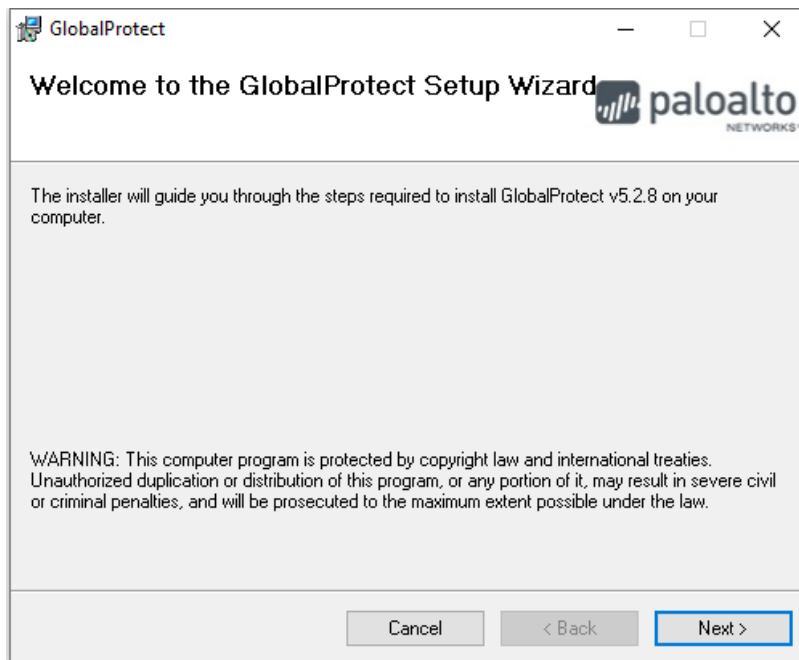 GlobalProtect
Welcome to the GlobalProtect Setup Wizard
paloalto
NETWORKS
The installer will guide you through the steps required to install GlobalProtect v5.2.8 on your
computer.
WARNING: This computer program is protected by copyright law and international treaties.
Unauthorized duplication or distribution of this program, or any portion of it, may result in severe civil
or criminal penalties, and will be prosecuted to the maximum extent possible under the law.
Cancel
< Back
Next >